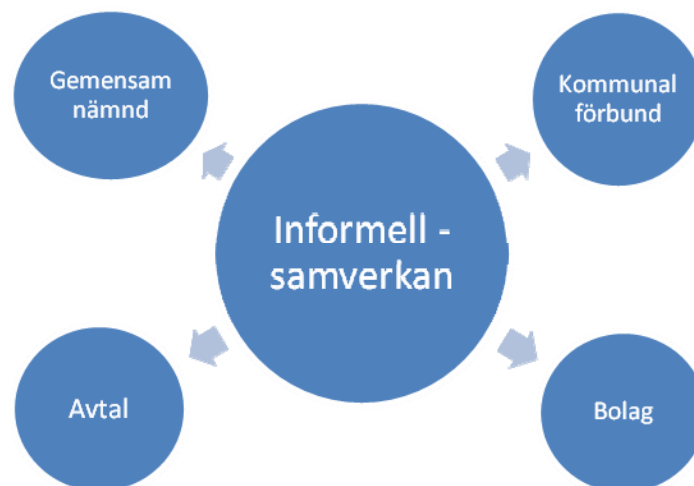 Gemensam
nämnd
Kommunal
förbund
Informell -
samverkan
Avtal
Bolag